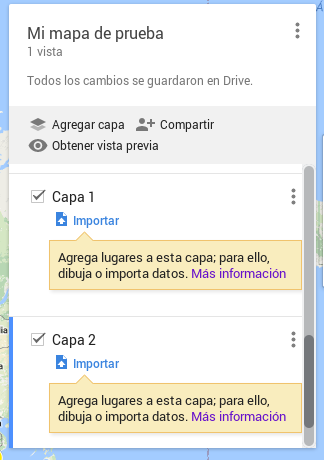 Mi mapa de prueba
1 vista
Todos los cambios se guardaron en Drive.
Agregar capa Compartir
Obtener vista previa
Capa 1
Importar
Agrega lugares a esta capa; para ello,
dibuja o importa datos. Más información
Capa 2
Importar
Agrega lugares a esta capa; para ello,
dibuja o importa datos. Más información